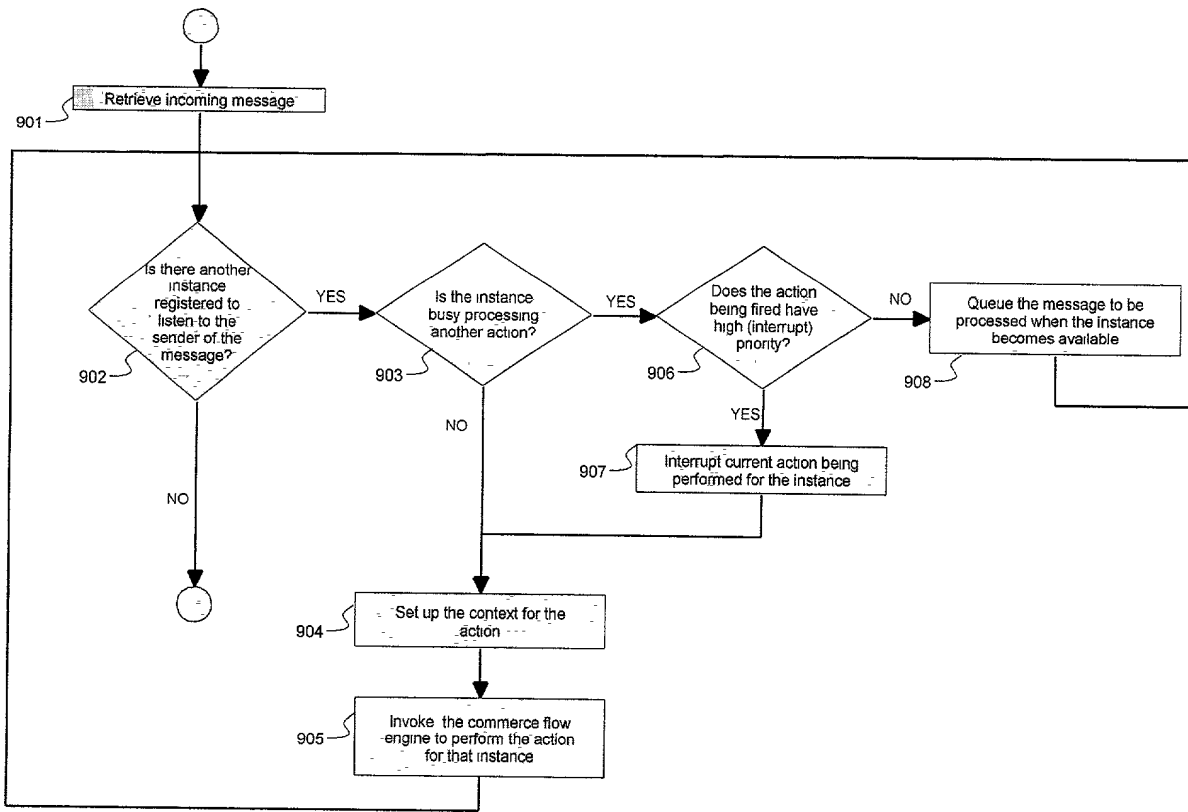 Retrieve incoming message
901
Is there another
instance
registered to
listen to the
sender of the
message?
902
YES
NO
Is the instance
busy processing
another action?
903
YES
NO
Does the action
being fired have
high (interrupt)
priority?
906
NO
YES
Queue the message to be
processed when the instance
becomes available
908
Interrupt current action being
performed for the instance
907
Set up the context for the
action
904
Invoke the commerce flow
engine to perform the action
for that instance
905